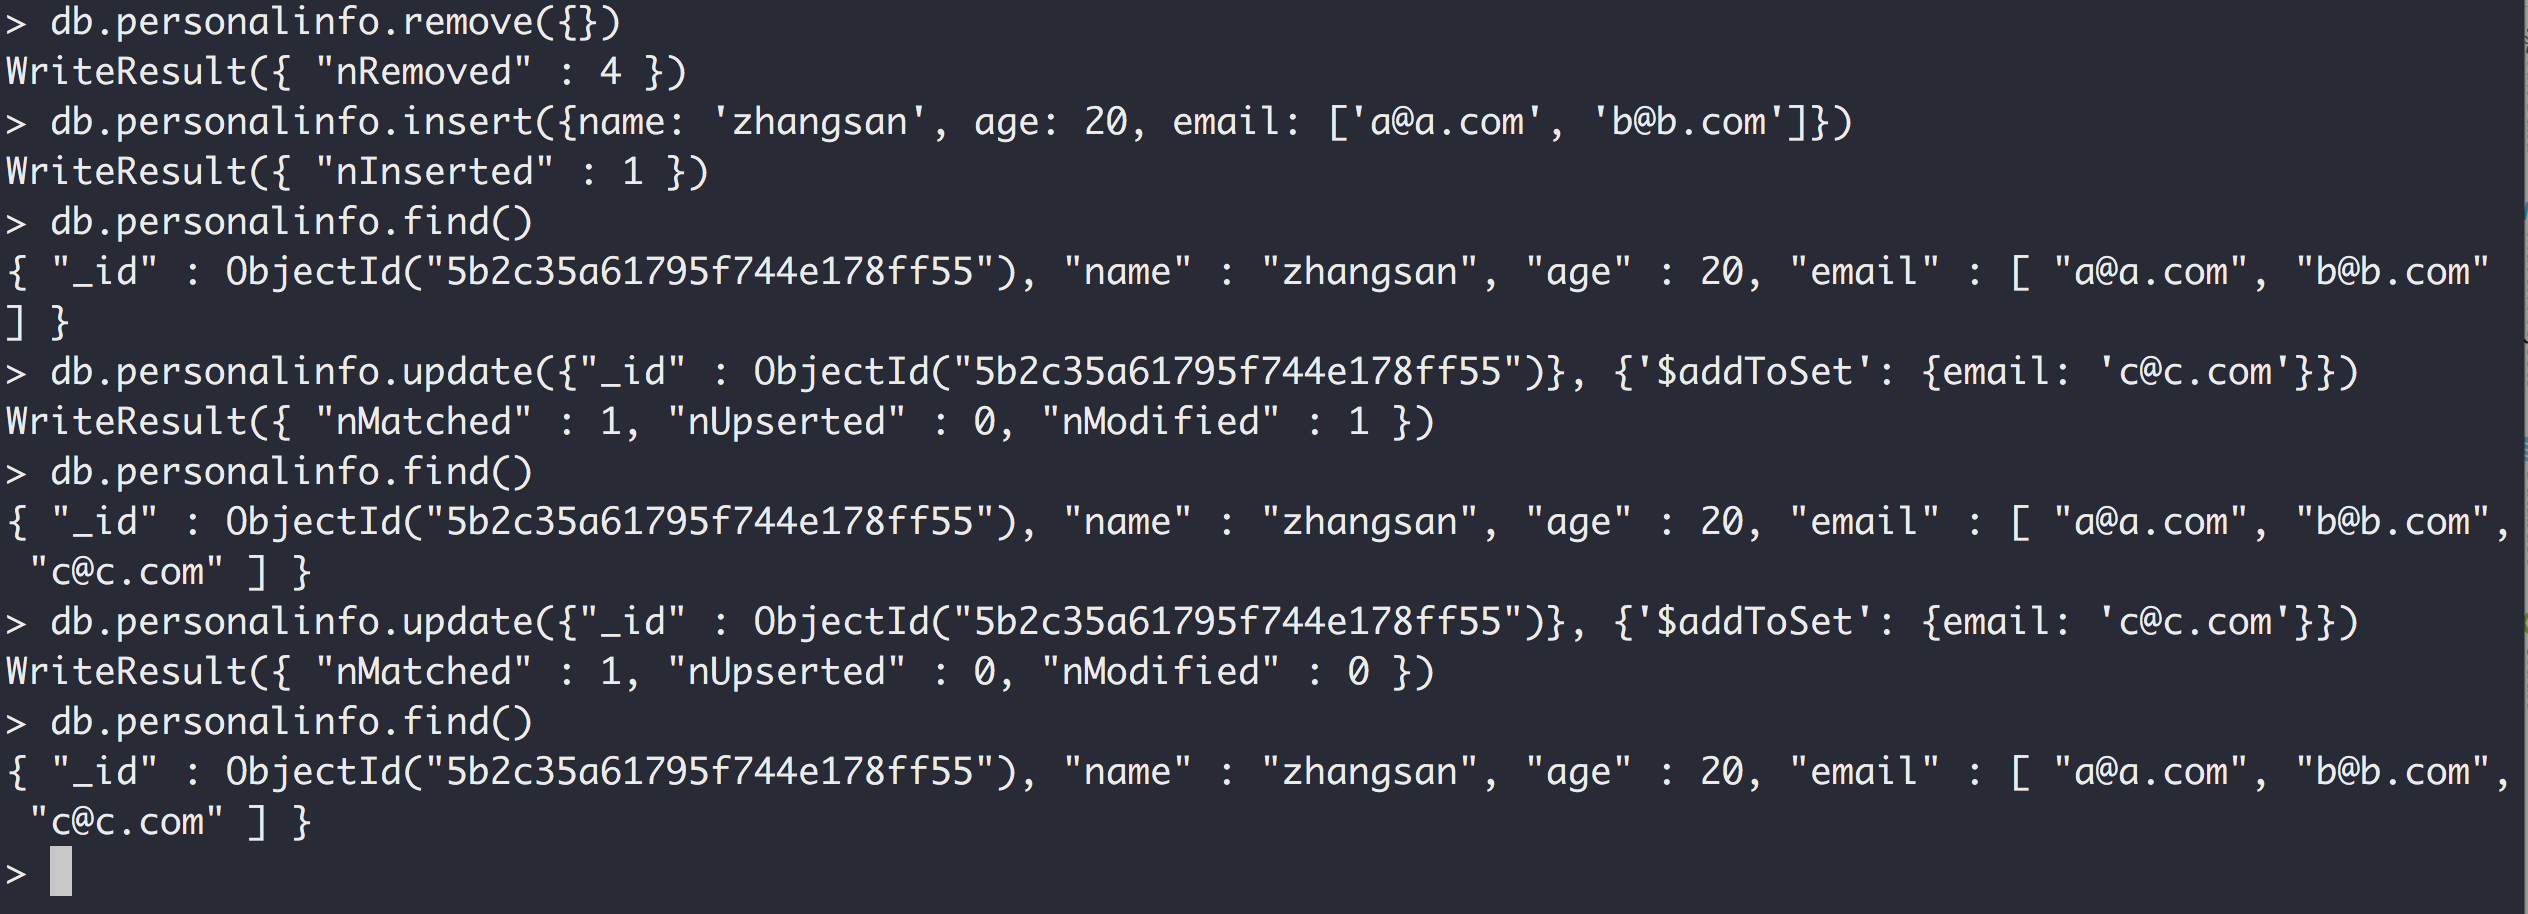 > db.personalinfo.remove({})
WriteResult({ "nRemoved" : 4 })
> db.personalinfo.insert({name: 'zhangsan', age: 20, email: ['a@a.com', 'b@b.com']})
WriteResult({ "nInserted" : 1 })
> db.personalinfo.find()
{ "_id" : ObjectId("5b2c35a61795f744e178ff55"), "name" : "zhangsan", "age" : 20, "email" : [ "a@a.com", "b@b.com"
] }
> db.personalinfo.update({"_id" : ObjectId("5b2c35a61795f744e178ff55")}, {'$addToSet': {email: 'c@c.com'}})
WriteResult({ "nMatched" : 1, "nUpserted" : 0, "nModified" : 1 })
> db.personalinfo.find()
{ "_id" : ObjectId("5b2c35a61795f744e178ff55"), "name" : "zhangsan", "age" : 20, "email" : [ "a@a.com", "b@b.com",
 "c@c.com" ] }
> db.personalinfo.update({"_id" : ObjectId("5b2c35a61795f744e178ff55")}, {'$addToSet': {email: 'c@c.com'}})
WriteResult({ "nMatched" : 1, "nUpserted" : 0, "nModified" : 0 })
> db.personalinfo.find()
{ "_id" : ObjectId("5b2c35a61795f744e178ff55"), "name" : "zhangsan", "age" : 20, "email" : [ "a@a.com", "b@b.com",
 "c@c.com" ] }
>